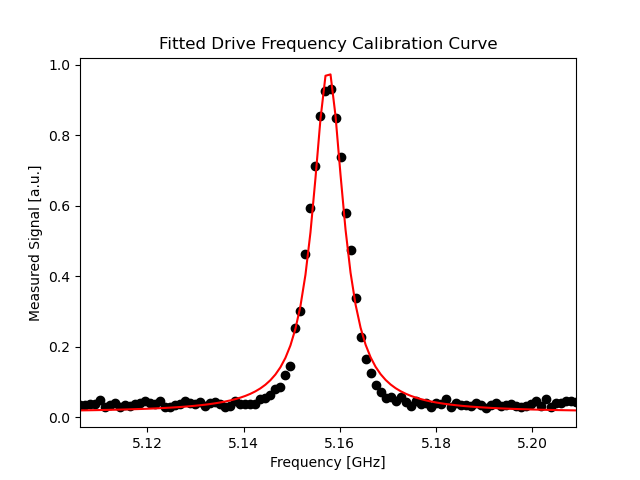 Fitted Drive Frequency Calibration Curve
1.0
0.8
0.6
0.4
0.2
0.0
Measured Signal [a.u.]
5.12 5.14 5.16 5.18 5.20
Frequency [GHz]